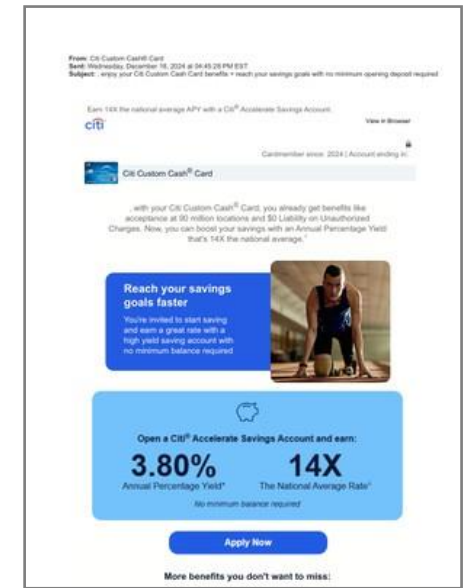 From: Citi Custom Cash® Card
Sent: Wednesday, December 18, 2024 at 04:45:29 PM EST
Subject: , enjoy your Citi Custom Cash Card benefits + reach your savings goals with no minimum opening deposit required
Earn 14X the national average APY with a Citi® Accelerate Savings Account.
citi
View in Browser
Cardmember since: 2024 | Account ending in:
Citi Custom Cash® Card
, with your Citi Custom Cash® Card, you already get benefits like
acceptance at 90 million locations and $0 Liability on Unauthorized
Charges. Now, you can boost your savings with an Annual Percentage Yield
that's 14X the national average.
Reach your savings
goals faster
You're invited to start saving
and earn a great rate with a
high yield saving account with
no minimum balance required
Open a Citi® Accelerate Savings Account and earn:
3.80% 14X
Annual Percentage Yield* The National Average Rate
No minimum balance required
Apply Now
More benefits you don't want to miss: